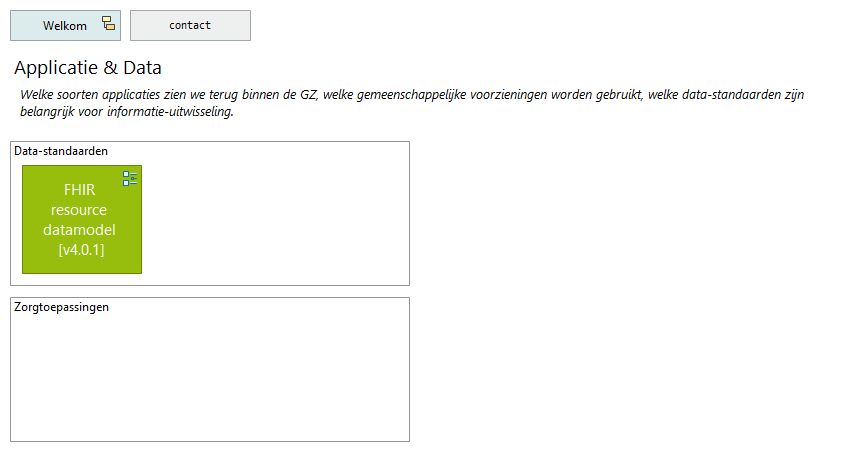 Welkom
contact
Applicatie & Data
Welke soorten applicaties zien we terug binnen de GZ, welke gemeenschappelijke voorzieningen worden gebruikt, welke data-standaarden zijn
belangrijk voor informatie-uitwisseling.
Data-standaarden
FHIR
resource
datamodel
[v4.0.1]
Zorgtoepassingen